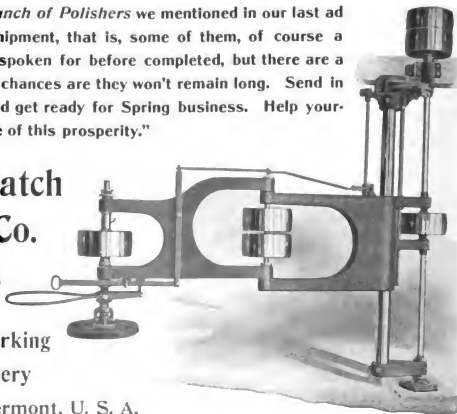 unch of Polishers we mentioned in our last ad
ipment, that is, some of them, of course a
spoken for before completed, but there are a
chances are they won't remain long. Send in
d get ready for Spring business. Help your-
e of this prosperity."
atch
Co.
rking
ery
ermont, U. S. A.